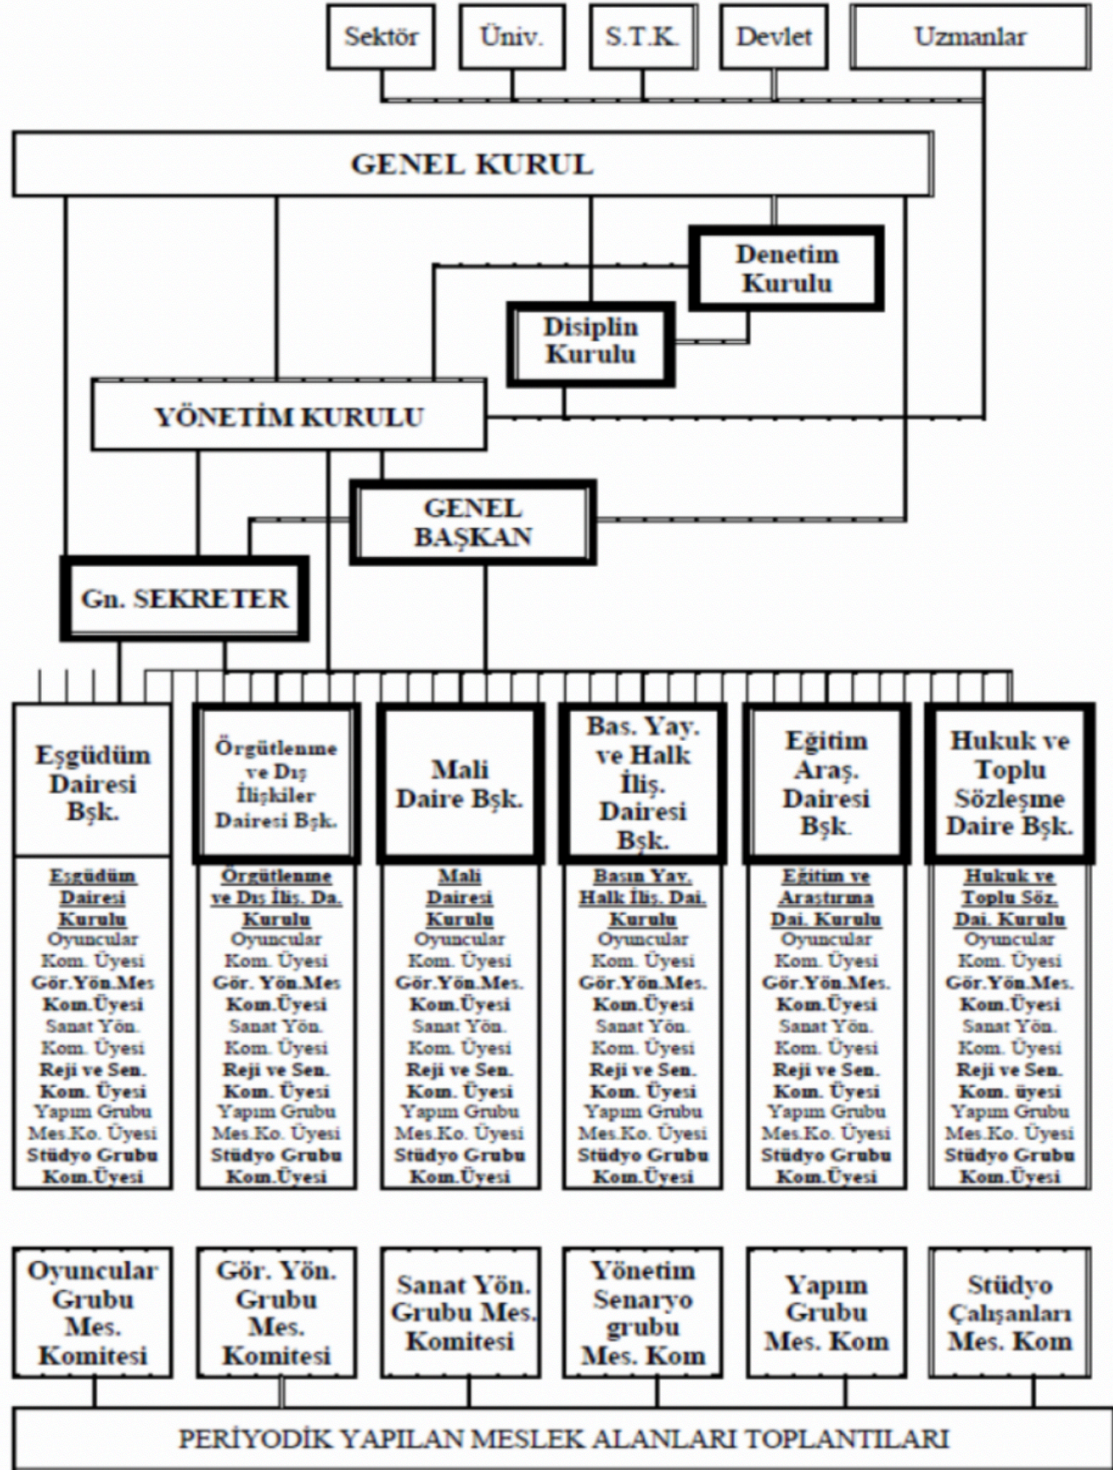 Sektör
Üniv.
S.T.K.
Devlet
Uzmanlar
GENEL KURUL
Denetim
Kurulu
Disiplin
Kurulu
YÖNETİM KURULU
GENEL
BAŞKAN
Gn. SEKRETER
Eşgüdüm
Dairesi
Bşk.
Örgütlenme
ve Dış
İlişkiler
Dairesi Bşk.
Mali
Daire Bşk.
Bas. Yay.
ve Halk
İliş.
Dairesi
Bşk.
Eğitim
Araş.
Dairesi
Bşk.
Hukuk ve
Toplu
Sözleşme
Daire Bşk.
Eşgüdüm
Dairesi
Kurulu
Oyuncular
Kom. Üyesi
Gör.Yön.Mes
Kom.Üyesi
Sanat Yön.
Kom. Üyesi
Reji ve Sen.
Kom. Üyesi
Yapım Grubu
Mes.Ko. Üyesi
Stüdyo Grubu
Kom.Üyesi
Örgütlenme
ve Dış İliş. Da.
Kurulu
Oyuncular
Kom. Üyesi
Gör. Yön.Mes
Kom.Üyesi
Sanat Yön.
Kom. Üyesi
Reji ve Sen.
Kom. Üyesi
Yapım Grubu
Mes.Ko. Üyesi
Stüdyo Grubu
Kom.Üyesi
Mali
Dairesi
Kurulu
Oyuncular
Kom. Üyesi
Gör.Yön.Mes.
Kom.Üyesi
Sanat Yön.
Kom. Üyesi
Reji ve Sen.
Kom. Üyesi
Yapım Grubu
Mes.Ko. Üyesi
Stüdyo Grubu
Kom.Üyesi
Basın Yay.
Halk İliş. Dai.
Kurulu
Oyuncular
Kom. Üyesi
Gör.Yön.Mes.
Kom.Üyesi
Sanat Yön.
Kom. Üyesi
Reji ve Sen.
Kom. Üyesi
Yapım Grubu
Mes.Ko. Üyesi
Stüdyo Grubu
Kom.Üyesi
Eğitim ve
Araştırma
Dai. Kurulu
Oyuncular
Kom. Üyesi
Gör.Yön.Mes.
Kom.Üyesi
Sanat Yön.
Kom. Üyesi
Reji ve Sen.
Kom. Üyesi
Yapım Grubu
Mes.Ko. Üyesi
Stüdyo Grubu
Kom.Üyesi
Hukuk ve
Toplu Söz.
Dai. Kurulu
Oyuncular
Kom. Üyesi
Gör.Yön.Mes.
Kom.Üyesi
Sanat Yön.
Kom. Üyesi
Reji ve Sen.
Kom. üyesi
Yapım Grubu
Mes.Ko. Üyesi
Stüdyo Grubu
Kom.Üyesi
Oyuncular
Grubu
Mes.
Komitesi
Gör. Yön.
Grubu
Mes.
Komitesi
Sanat Yön.
Grubu Mes.
Komitesi
Yönetim
Senaryo
grubu
Mes. Kom
Yapım
Grubu
Mes. Kom
Stüdyo
Çalışanları
Mes. Kom
PERİYODİK YAPILAN MESLEK ALANLARI TOPLANTILARI